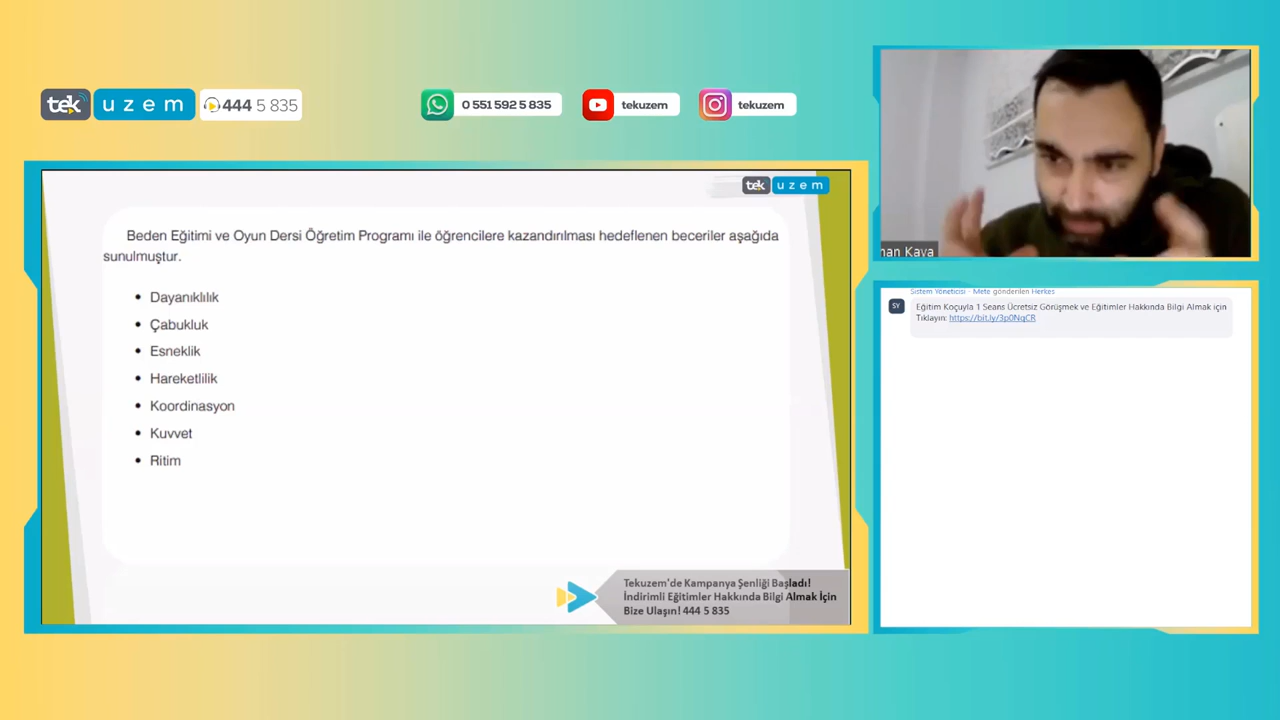 tek uzem 444 5 835
0 551 592 5 835 tekuzem tekuzem
tek uzem
Beden Eğitimi ve Oyun Dersi Öğretim Programı ile öğrencilere kazandırılması hedeflenen beceriler aşağıda
sunulmuştur.
• Dayanıklılık
• Çabukluk
• Esneklik
• Hareketlilik
• Koordinasyon
• Kuvvet
• Ritim
Tekuzem'de Kampanya Şenliği Başladı!
İndirimli Eğitimler Hakkında Bilgi Almak İçin
Bize Ulaşın! 444 5 835
Kaya
Sistem Yöneticisi - Mete gönderilen Herkes
SY
Eğitim Koçuyla 1 Seans Ücretsiz Görüşmek ve Eğitimler Hakkında Bilgi Almak için
Tıklayın: https://bit.ly/3p0NqCR